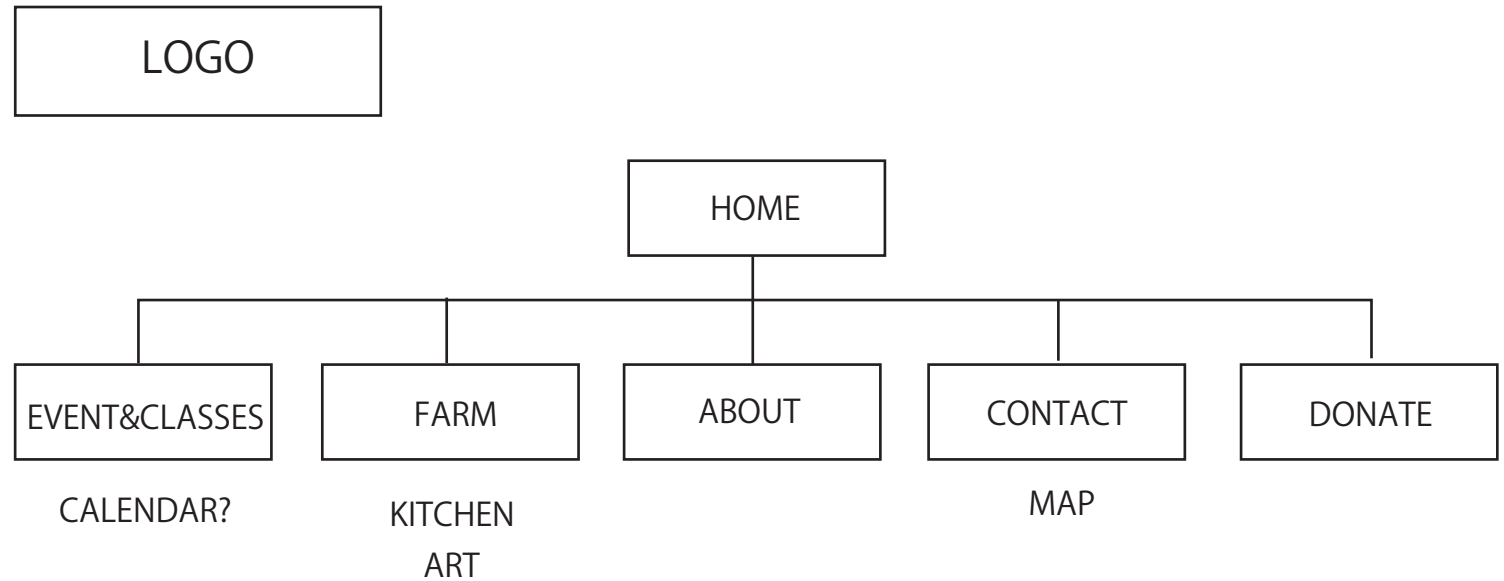 LOGO
HOME
EVENT&CLASSES
FARM
ABOUT
CONTACT
DONATE
CALENDAR?
KITCHEN
ART
MAP